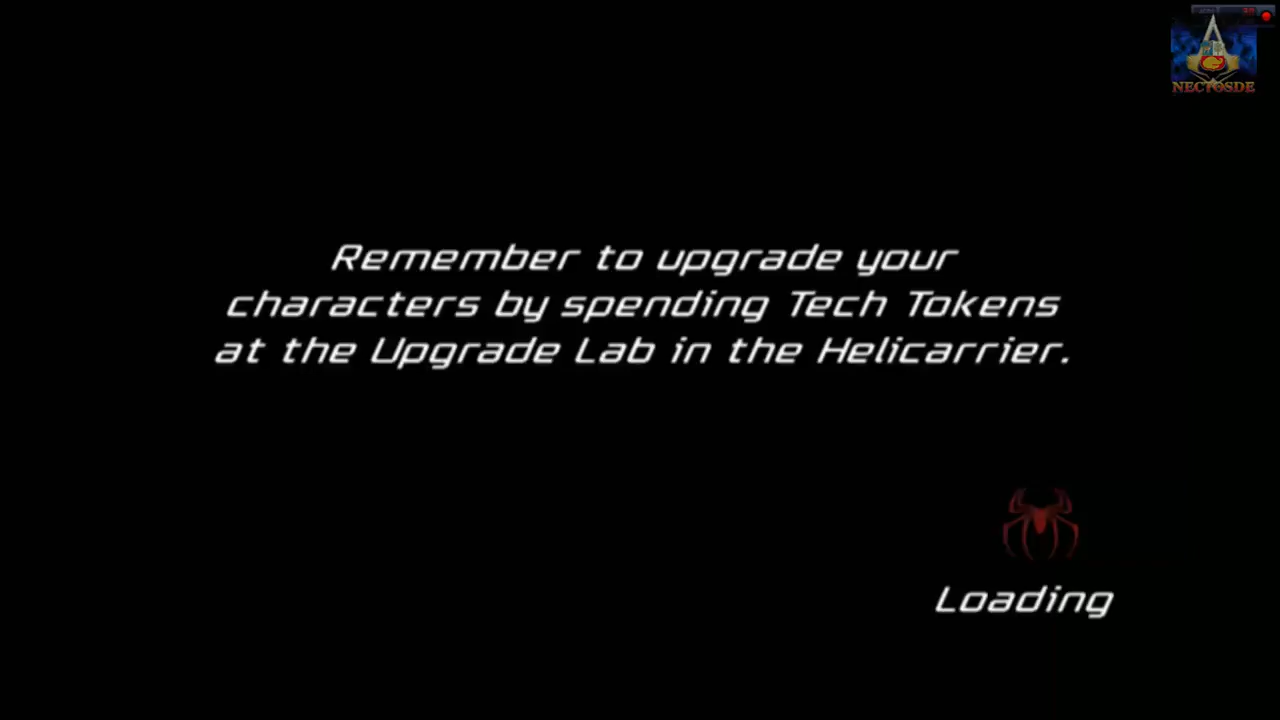 NECTOSDE
Remember to upgrade your
characters by spending Tech Tokens
at the Upgrade Lab in the Helicarrier.
Loading